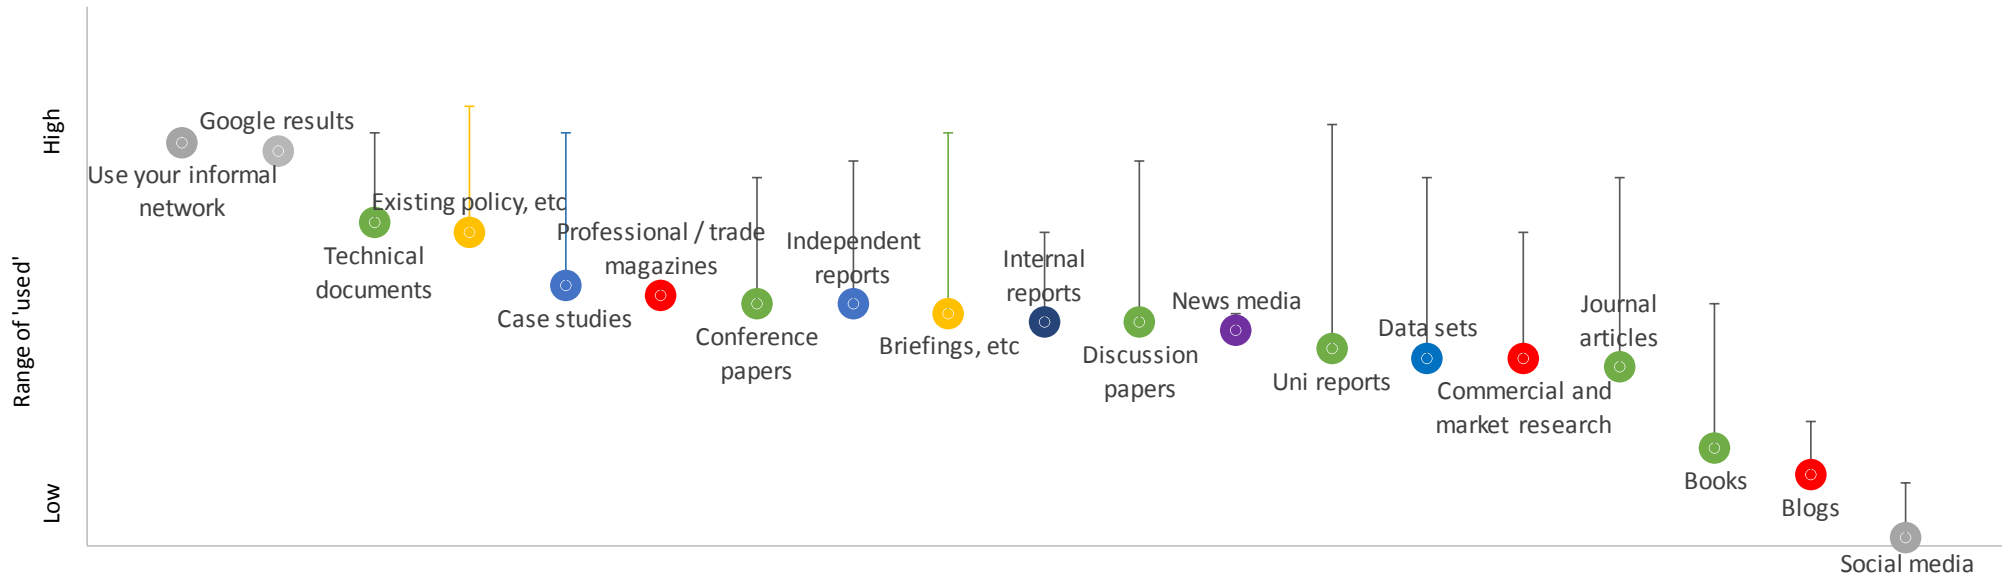 High
Range of 'used'
Low
Use your informal
network
Google results
Technical
documents
Existing policy, etc
Case studies
Professional / trade
magazines
Conference
papers
Independent
reports
Briefings, etc
Internal
reports
Discussion
papers
News media
Uni reports
Data sets
Commercial and
market research
Journal
articles
Books
Blogs
Social media